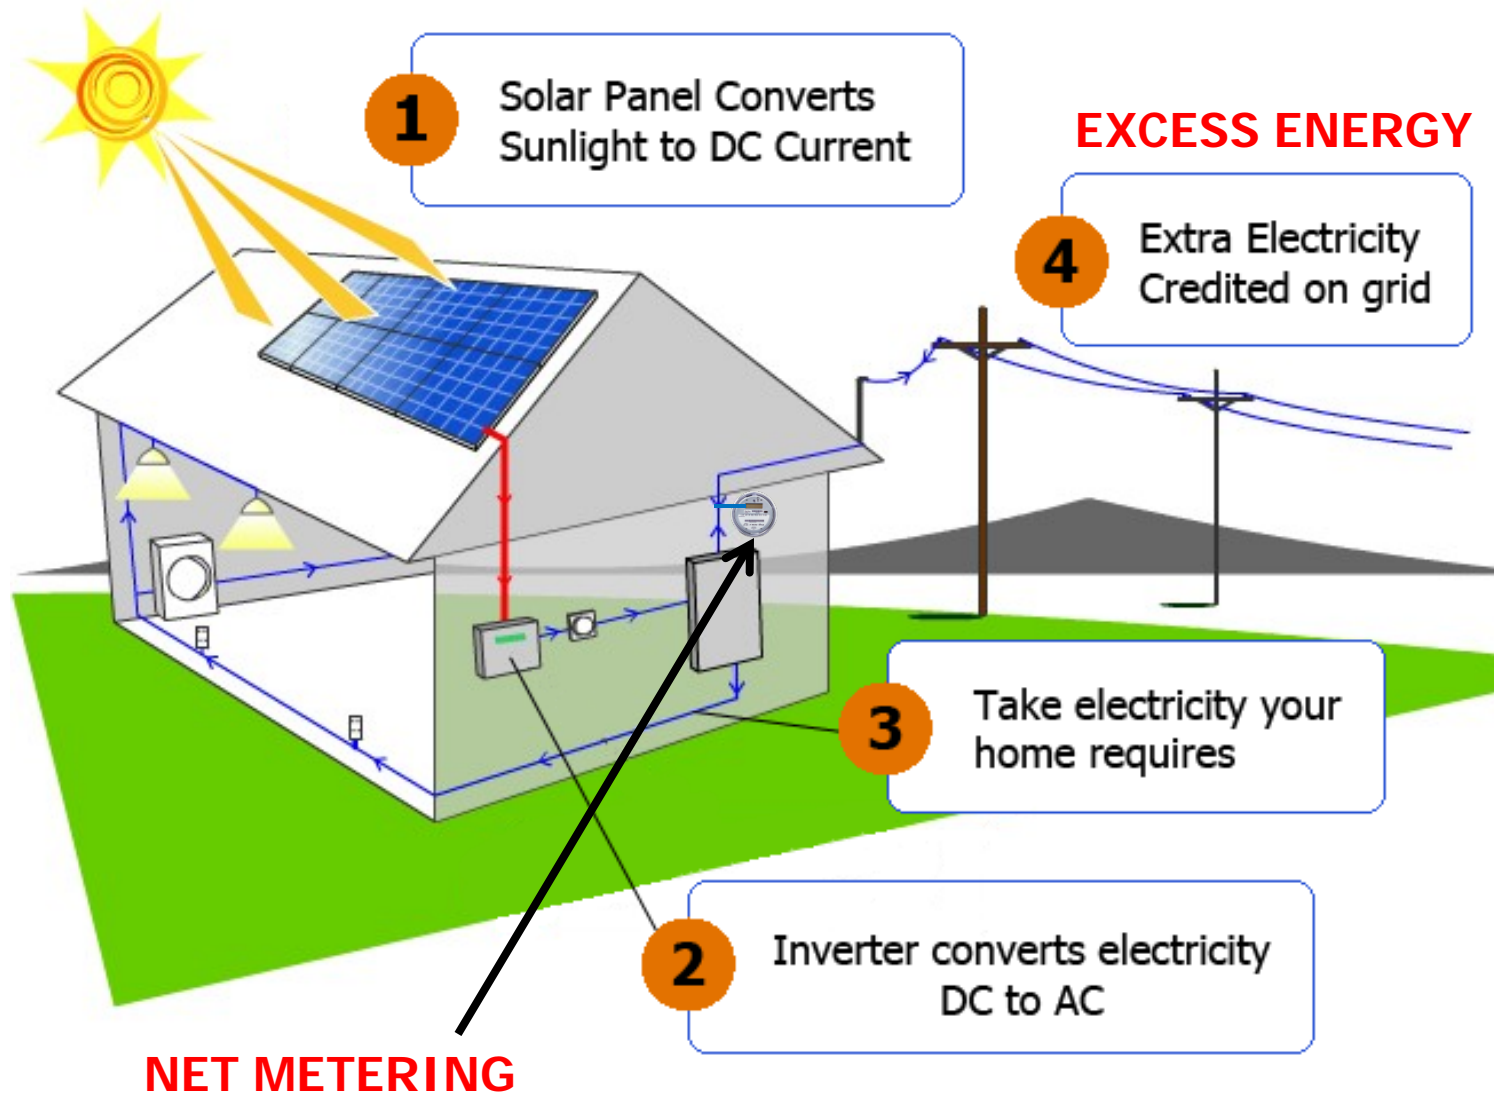 1
Solar Panel Converts
Sunlight to DC Current
EXCESS ENERGY
4
Extra Electricity
Credited on grid
3
Take electricity your
home requires
2
Inverter converts electricity
DC to AC
NET METERING